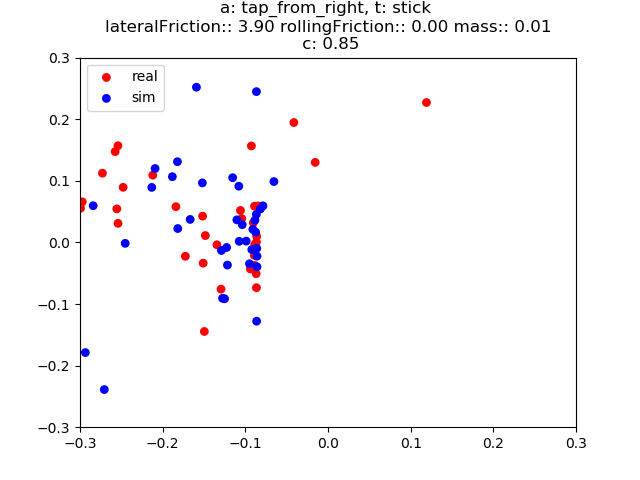 a: tap_from_right, t: stick
lateralFriction:: 3.90 rollingFriction:: 0.00 mass:: 0.01
c: 0.85
real
sim
0.3
0.2
0.1
0.0
−0.1
−0.2
−0.3
−0.3 −0.2 −0.1 0.0 0.1 0.2 0.3